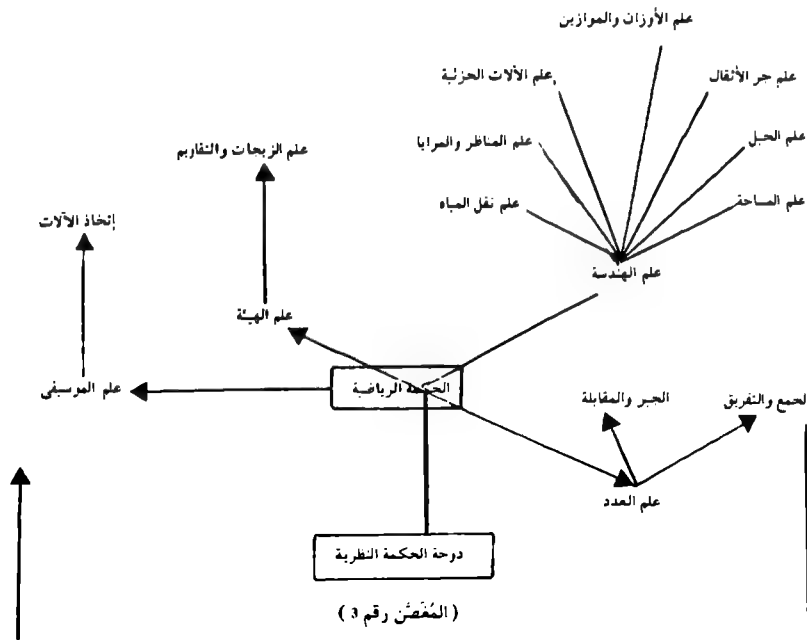 علم الأوزان والموازين
علم جر الأثقال
علم الآلات الحزئية
علم الحيل
علم المناظر والمرايا
علم الزيجات والتقاويم
علم المساحة
علم نقل المياه
إتخاذ الآلات
علم الهندسة
علم الهيئة
الحكمة الرياضية
علم الموسيقى
الجمع والتفريق
الجبر والمقابلة
علم العدد
دوحة الحكمة النظرية
(المُغَصَّن رقم 3)